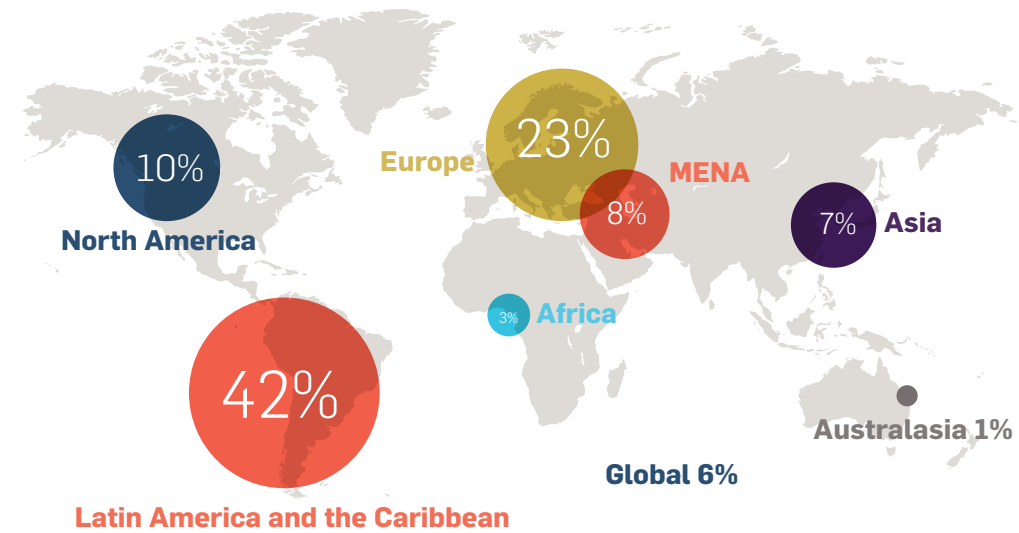 23%
Europe
MENA
10%
8%
7%
Asia
North America
3%
Africa
42%
Australasia 1%
Global 6%
Latin America and the Caribbean